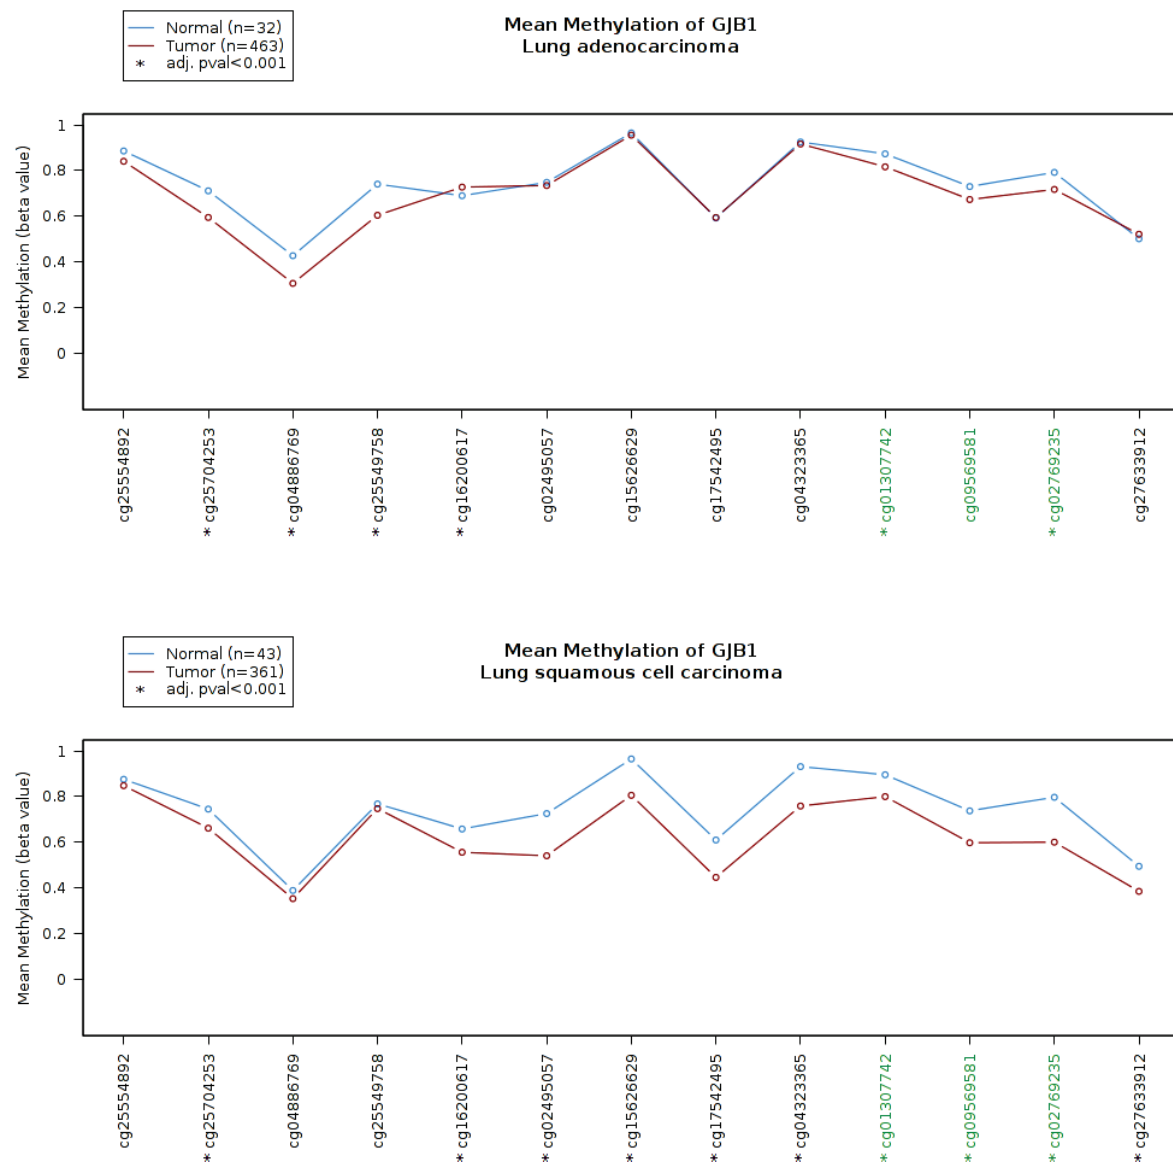 Normal (n=32)
Tumor (n=463)
* adj. pval<0.001
Mean Methylation of GJB1
Lung adenocarcinoma
Mean Methylation (beta value)
1
0.8
0.6
0.4
0.2
0
cg25554892
* cg25704253
* cg04886769
* cg25549758
* cg16200617
cg02495057
cg15626629
cg17542495
cg04323365
* cg01307742
cg09569581
* cg02769235
cg27633912
Normal (n=43)
Tumor (n=361)
* adj. pval<0.001
Mean Methylation of GJB1
Lung squamous cell carcinoma
Mean Methylation (beta value)
1
0.8
0.6
0.4
0.2
0
cg25554892
* cg25704253
cg04886769
cg25549758
* cg16200617
* cg02495057
* cg15626629
* cg17542495
* cg04323365
* cg01307742
* cg09569581
* cg02769235
* cg27633912